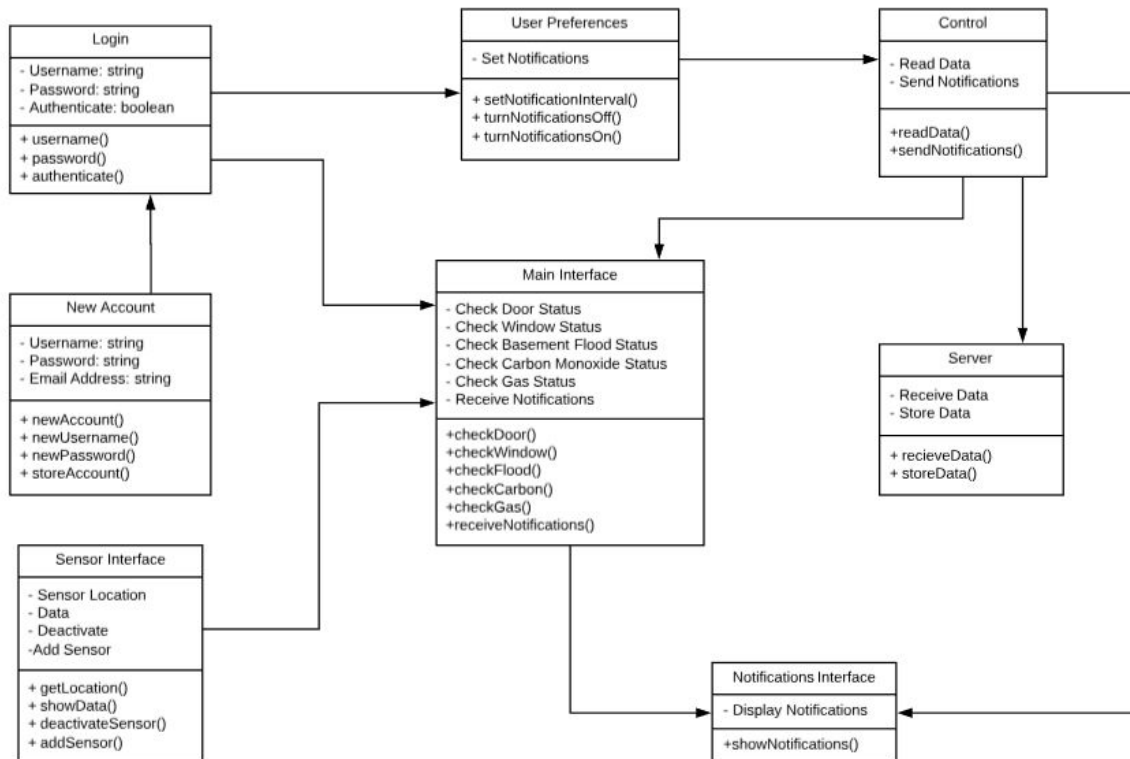 Login
- Username: string
- Password: string
- Authenticate: boolean
+ username()
+ password()
+ authenticate()
User Preferences
- Set Notifications
+ setNotificationInterval()
+ turnNotificationsOff()
+ turnNotificationsOn()
Control
- Read Data
- Send Notifications
+readData()
+sendNotifications()
New Account
- Username: string
- Password: string
- Email Address: string
+ newAccount()
+ newUsername()
+ newPassword()
+ storeAccount()
Main Interface
- Check Door Status
- Check Window Status
- Check Basement Flood Status
- Check Carbon Monoxide Status
- Check Gas Status
- Receive Notifications
+checkDoor()
+checkWindow()
+checkFlood()
+checkCarbon()
+checkGas()
+receiveNotifications()
Server
- Receive Data
- Store Data
+ recieveData()
+ storeData()
Sensor Interface
- Sensor Location
- Data
- Deactivate
-Add Sensor
+ getLocation()
+ showData()
+ deactivateSensor()
+ addSensor()
Notifications Interface
- Display Notifications
+showNotifications()